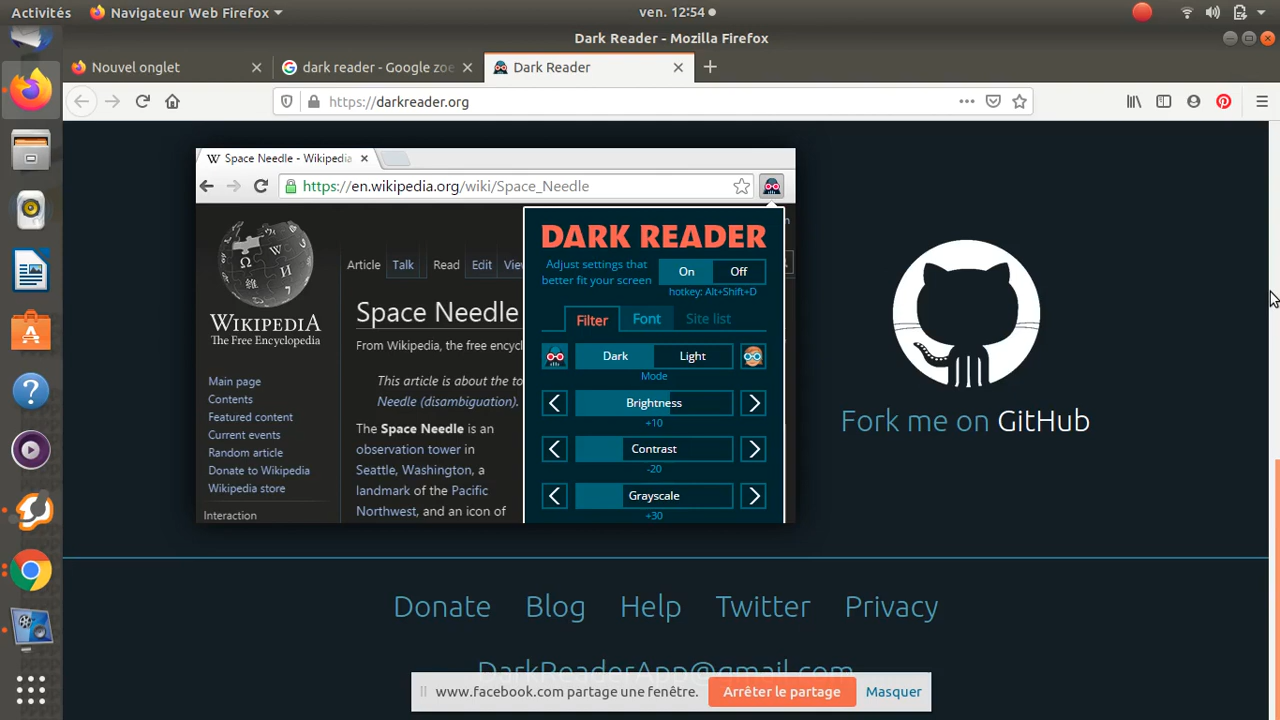 Activités Navigateur Web Firefox ven. 12:54
Dark Reader - Mozilla Firefox
Nouvel onglet dark reader - Google zoe Dark Reader
https://darkreader.org
Space Needle - Wikipedia
https://en.wikipedia.org/wiki/Space_Needle
DARK READER
Adjust settings that
better fit your screen
On Off
hotkey: Alt+Shift+D
Filter Font Site list
Dark Light
Mode
Brightness
+10
Contrast
-20
Grayscale
+30
WIKIPEDIA
The Free Encyclopedia
Main page
Contents
Featured content
Current events
Random article
Donate to Wikipedia
Wikipedia store
Interaction
Article Talk Read Edit
Space Needle
From Wikipedia, the free encycl
This article is about the to
Needle (disambiguation).
The Space Needle is an
observation tower in
Seattle, Washington, a
landmark of the Pacific
Northwest, and an icon of
Fork me on GitHub
Donate Blog Help Twitter Privacy
DarkReaderApp@gmail.com
www.facebook.com partage une fenêtre. Arrêter le partage Masquer